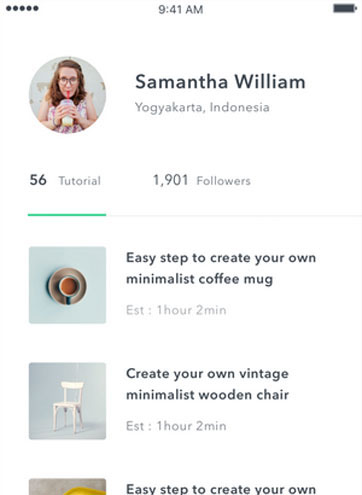 9:41 AM
Samantha William
Yogyakarta, Indonesia
56 Tutorial 1,901 Followers
Easy step to create your own
minimalist coffee mug
Est : 1hour 2min
Create your own vintage
minimalist wooden chair
Est : 1hour 2min
Easy step to create your own